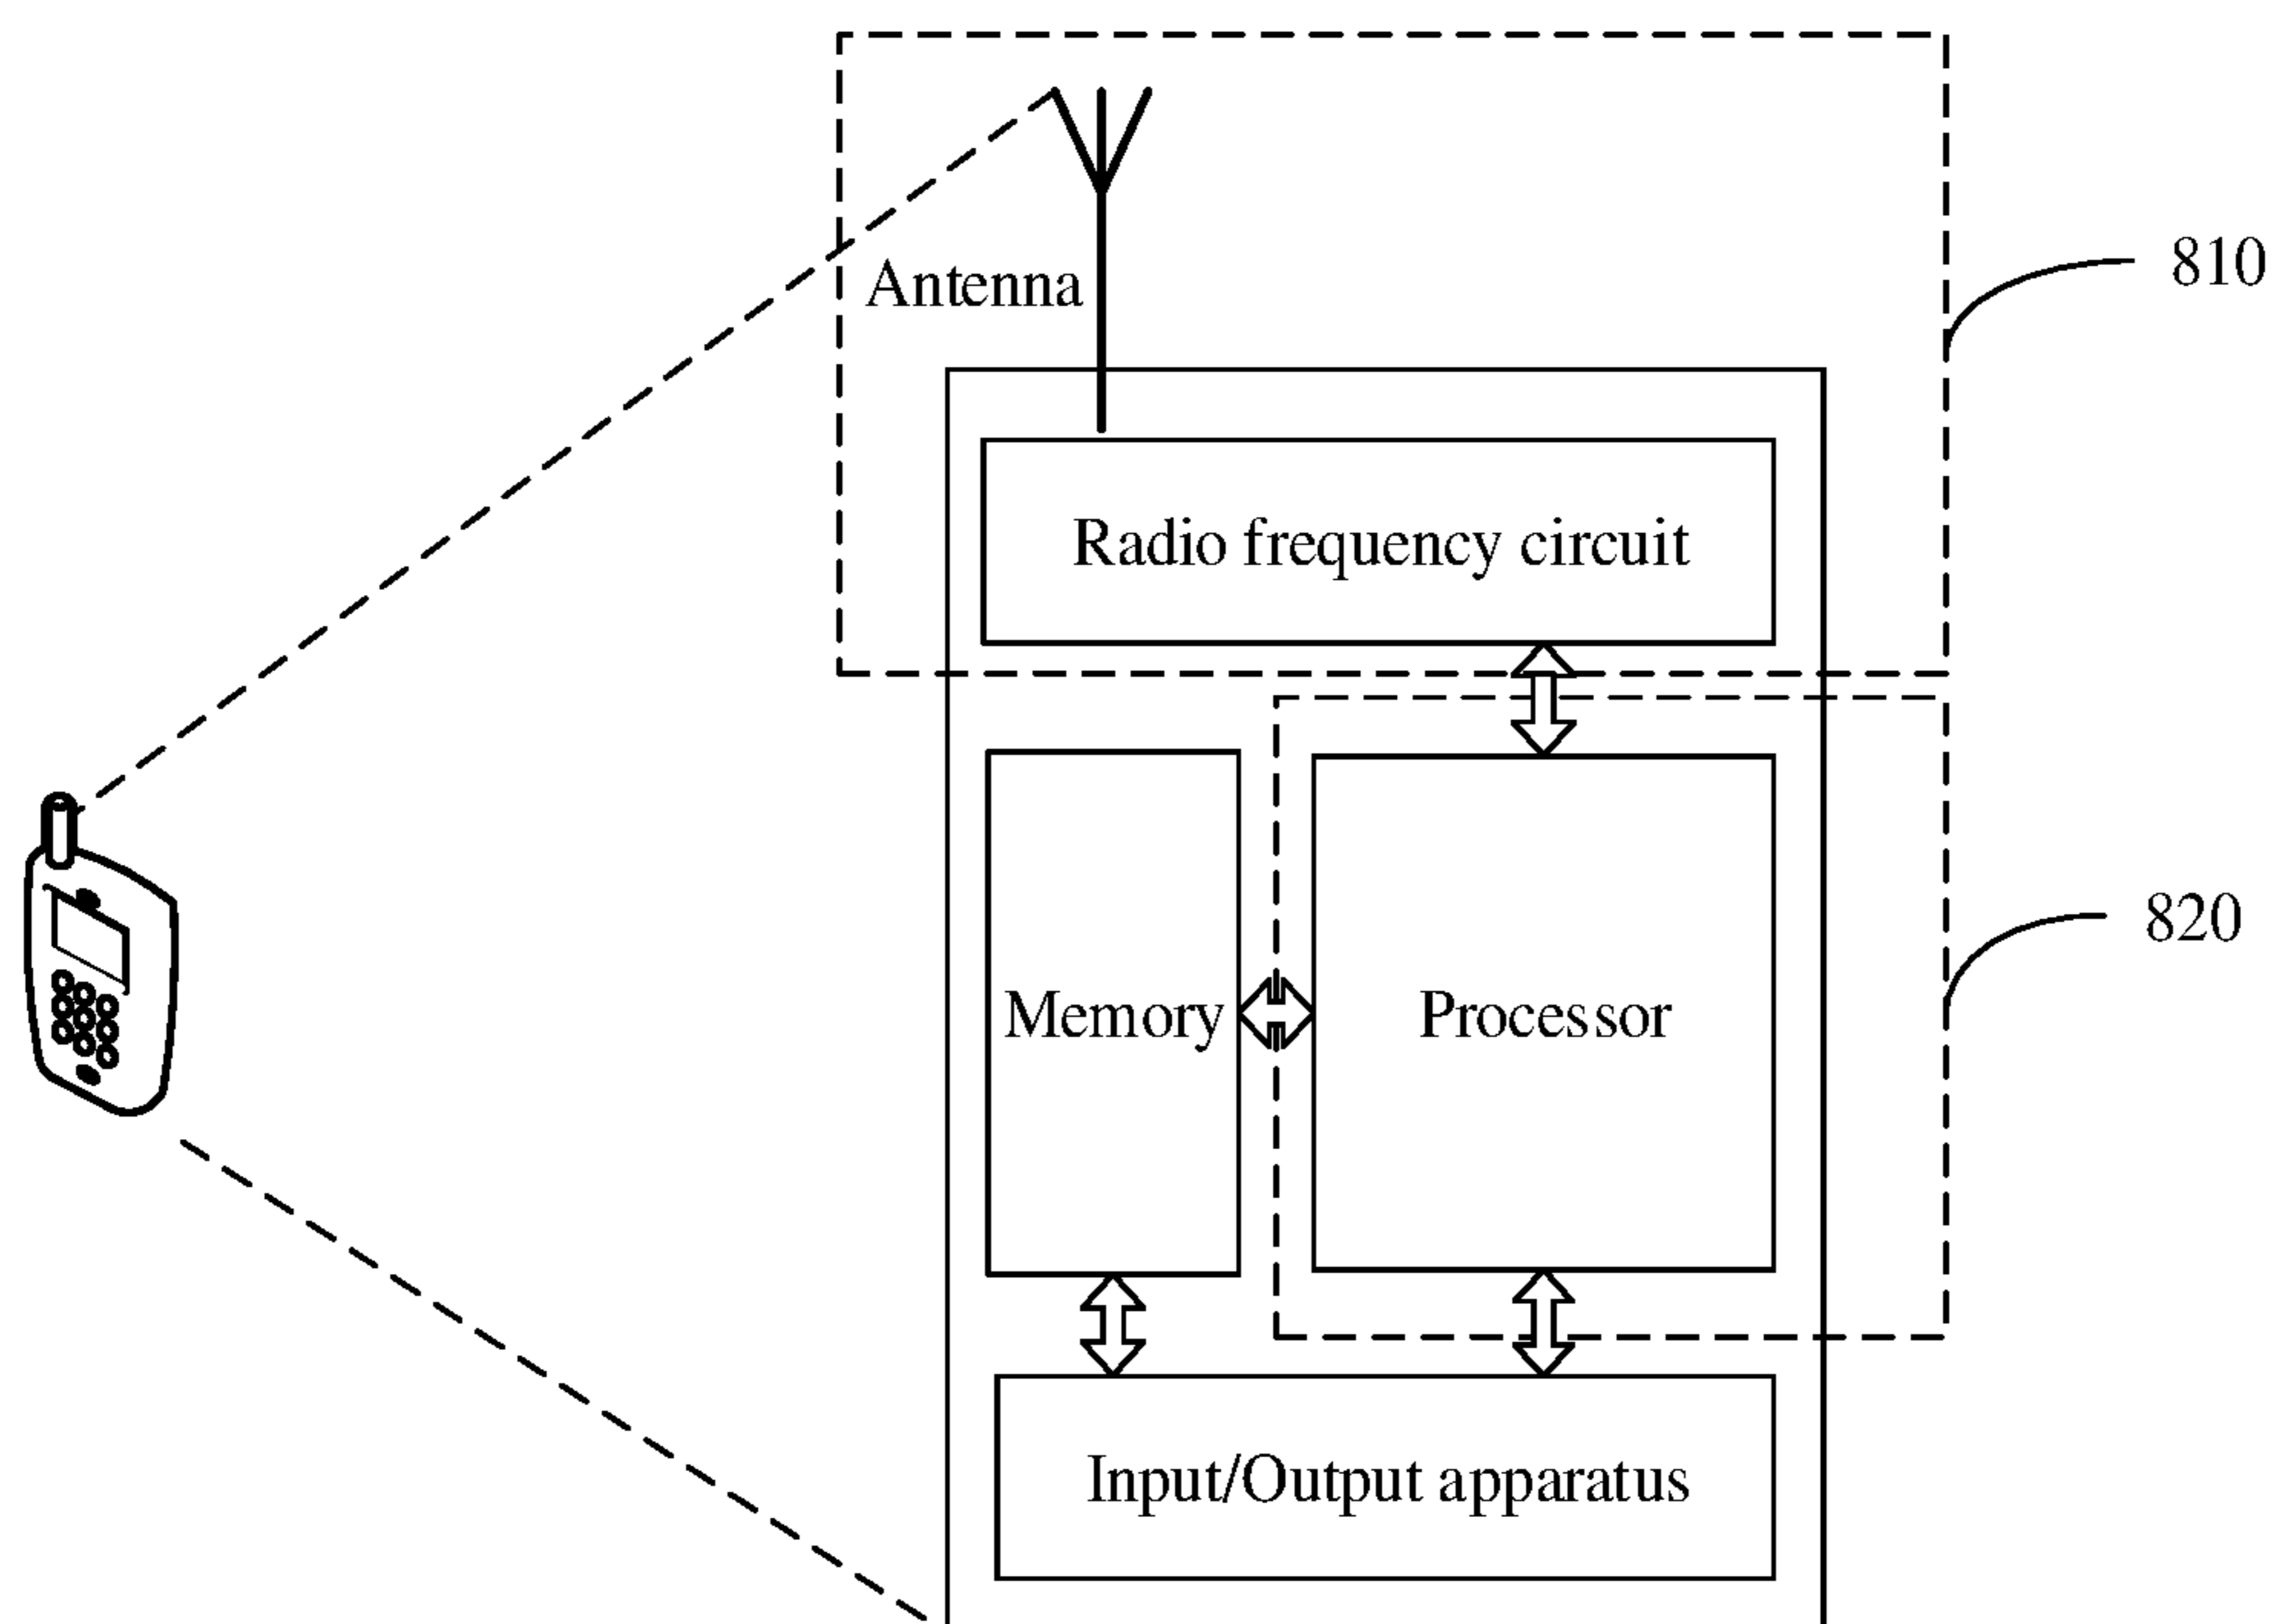 810
Antenna
Radio frequency circuit
820
Memory
Processor
Input/Output apparatus